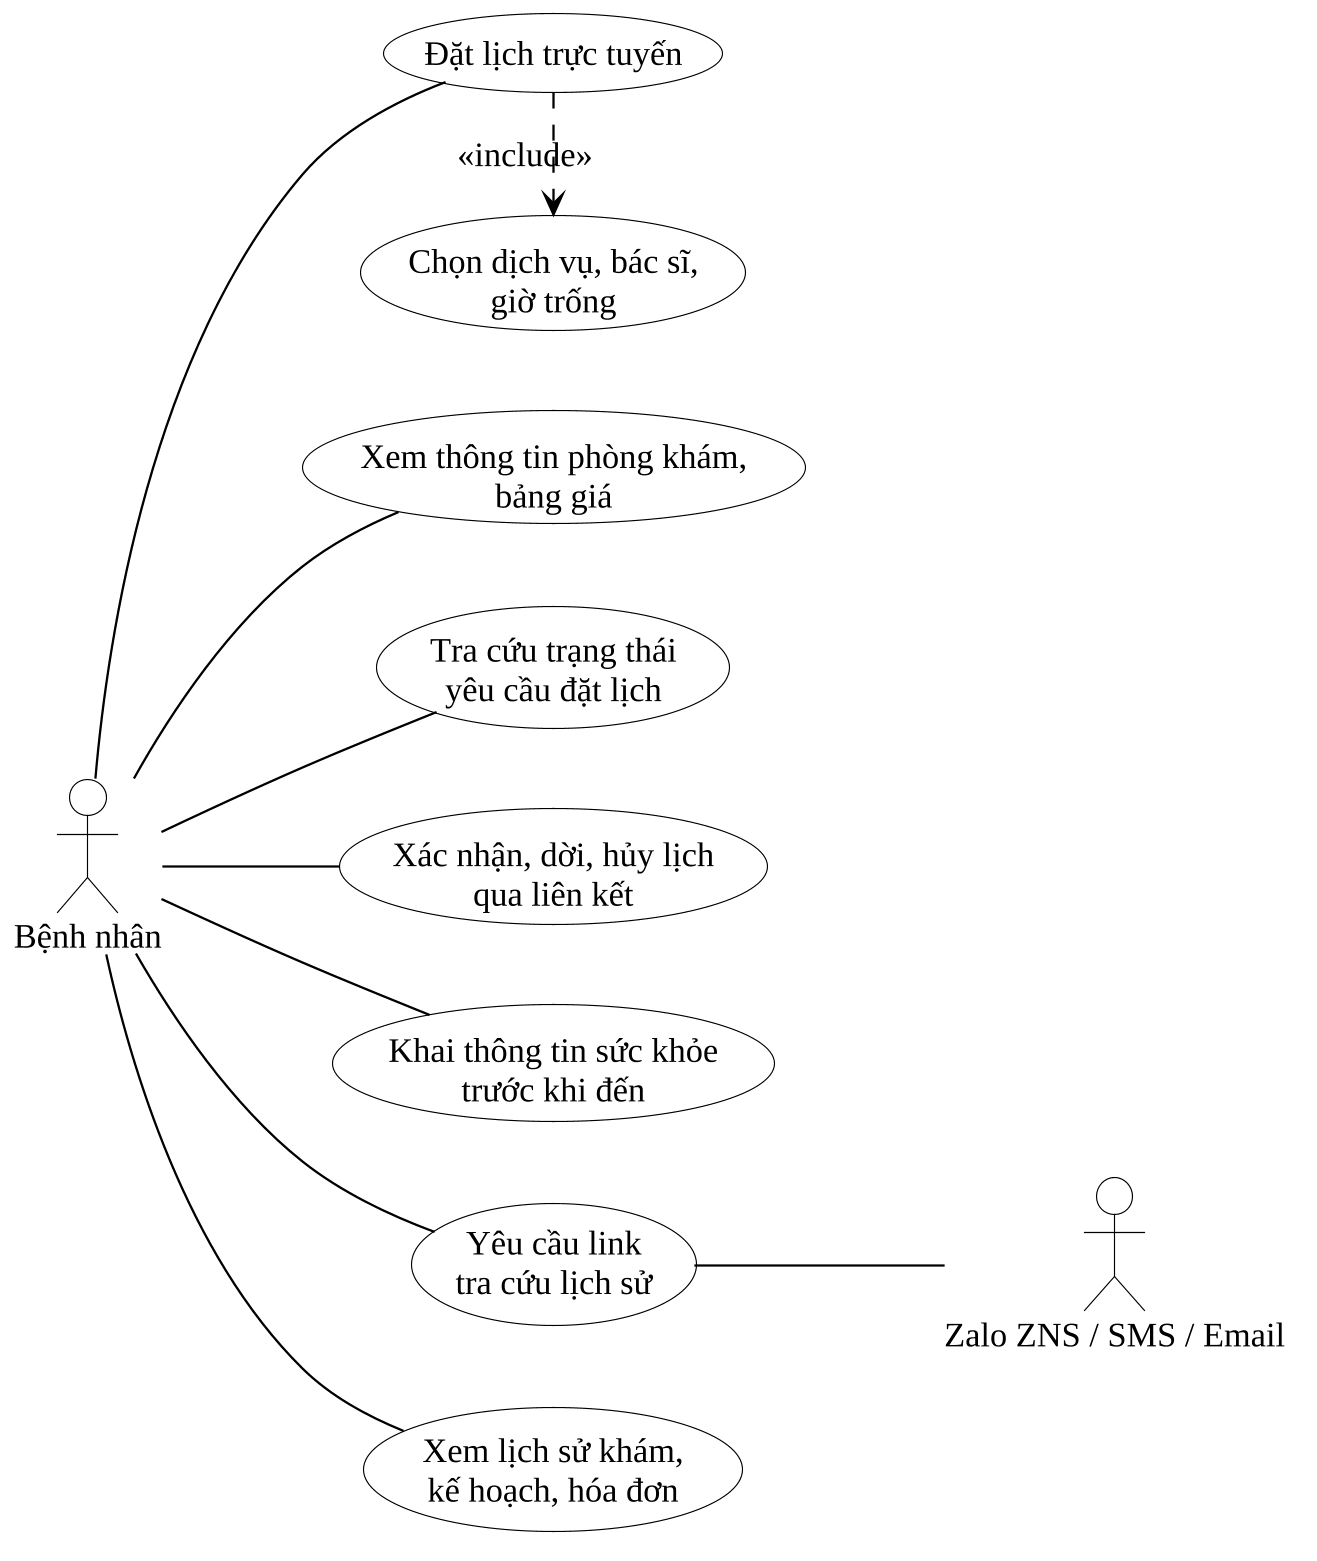 Đặt lịch trực tuyến
«include»
Chọn dịch vụ, bác sĩ,
giờ trống
Xem thông tin phòng khám,
bảng giá
Tra cứu trạng thái
yêu cầu đặt lịch
Xác nhận, dời, hủy lịch
qua liên kết
Bệnh nhân
Khai thông tin sức khỏe
trước khi đến
Yêu cầu link
tra cứu lịch sử
Zalo ZNS / SMS / Email
Xem lịch sử khám,
kế hoạch, hóa đơn